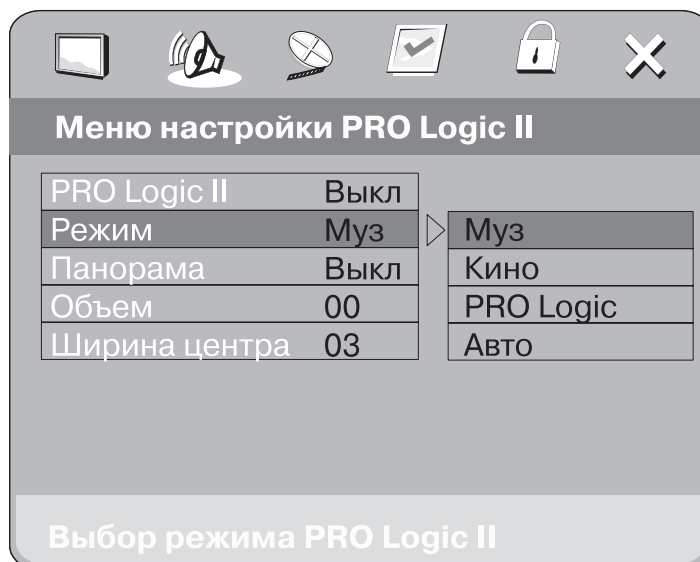 Меню настройки PRO Logic II
PRO Logic II Выкл
Режим Муз Муз
Панорама Выкл Кино
Объем 00 PRO Logic
Ширина центра 03 Авто
Выбор режима PRO Logic II